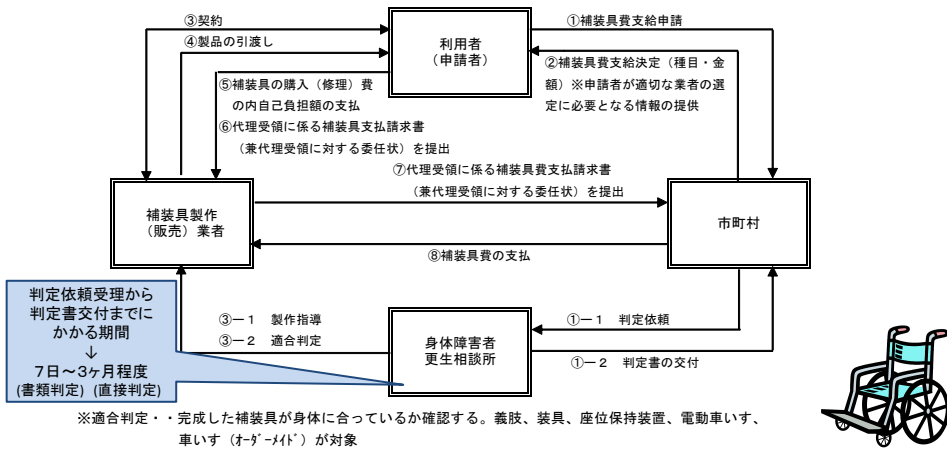 ③契約
④製品の引渡し
利用者
（申請者）
①補装具費支給申請
②補装具費支給決定（種目・金
額）※申請者が適切な業者の選
定に必要となる情報の提供
⑤補装具の購入（修理）費
の内自己負担額の支払
⑥代理受領に係る補装具支払請求書
（兼代理受領に対する委任状）を提出
⑦代理受領に係る補装具費支払請求書
（兼代理受領に対する委任状）を提出
補装具製作
（販売）業者
市町村
⑧補装具費の支払
判定依頼受理から
判定書交付までに
かかる期間
↓
7日～3ヶ月程度
(書類判定) (直接判定)
③－１　製作指導
③－２　適合判定
身体障害者
更生相談所
①－１　判定依頼
①－２　判定書の交付
※適合判定・・完成した補装具が身体に合っているか確認する。義肢、装具、座位保持装置、電動車いす、
車いす（ｵｰﾀﾞｰﾒｲﾄﾞ）が対象